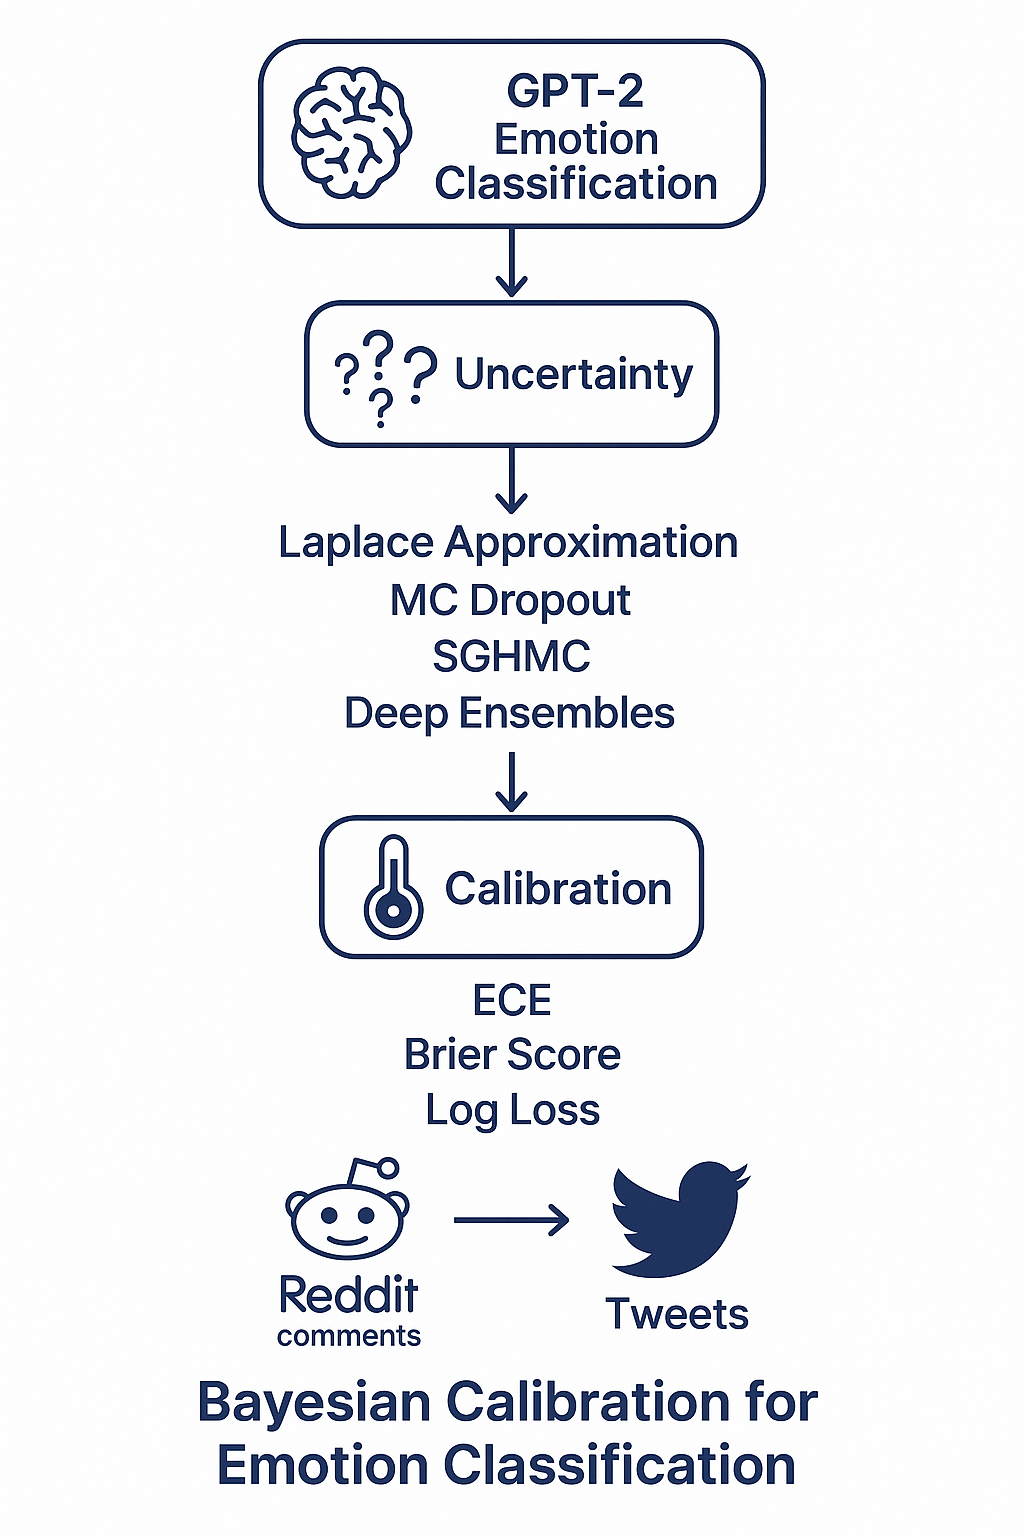 GPT-2
Emotion
Classification
? ? ? ?
Uncertainty
Laplace Approximation
MC Dropout
SGHMC
Deep Ensembles
Calibration
ECE
Brier Score
Log Loss
Reddit
comments
Tweets
Bayesian Calibration for
Emotion Classification